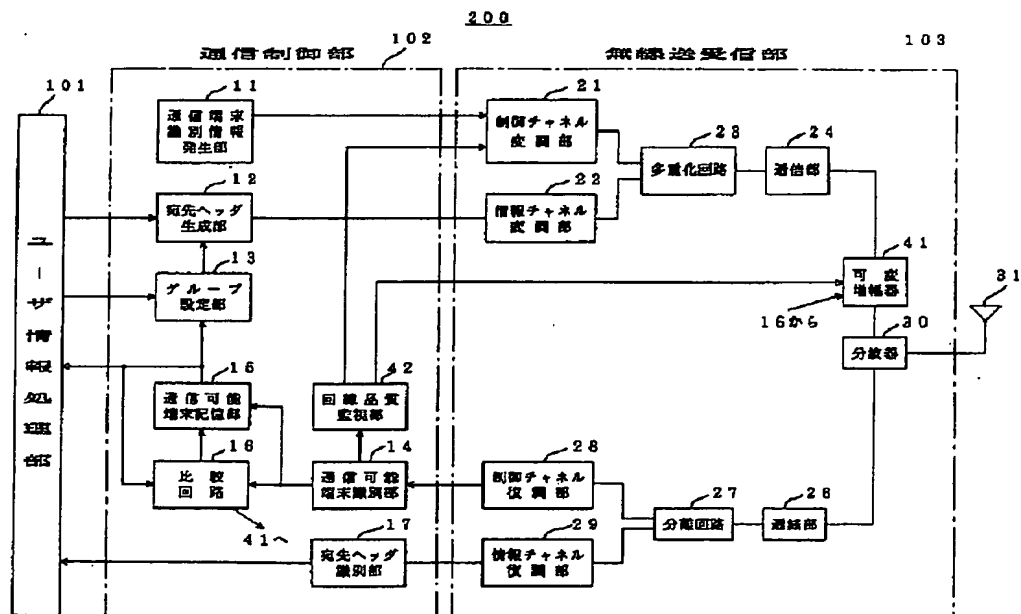 200
通信制御部
102
無線送受信部
103
101
ユーザ情報処理部
11
通信端末
識別情報
発生部
21
制御チャネル
変調部
23
多重化回路
24
送信部
12
宛先ヘッダ
生成部
22
情報チャネル
変調部
13
グループ
設定部
41
可変
増幅器
16から
31
30
分波器
15
通信可能
端末記憶部
42
回線品質
監視部
16
比較
回路
41へ
14
通信可能
端末識別部
28
制御チャネル
復調部
27
分離回路
26
17
宛先ヘッダ
識別部
29
情報チャネル
復調部